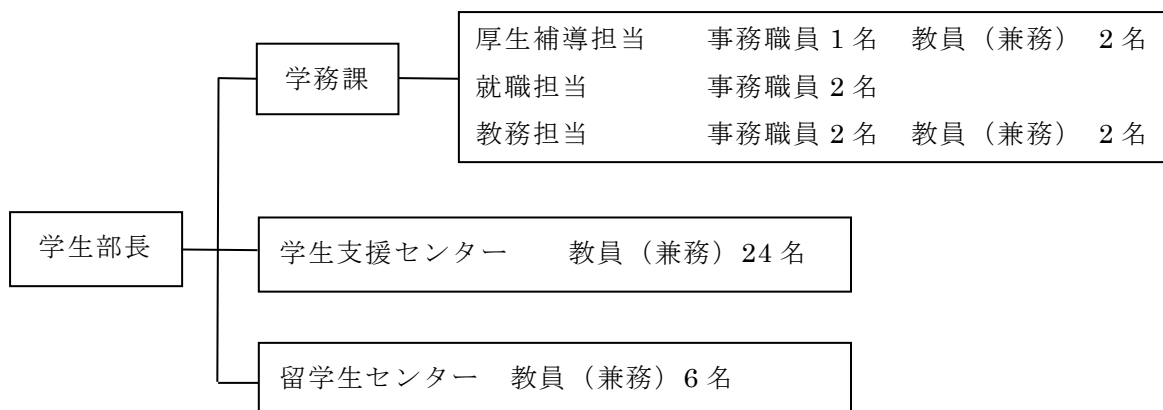 厚生補導担当　事務職員 1 名　教員（兼務） 2 名
学務課
就職担当　事務職員 2 名
教務担当　事務職員 2 名　教員（兼務） 2 名
学生部長
学生支援センター　教員（兼務）24 名
留学生センター　教員（兼務）6 名